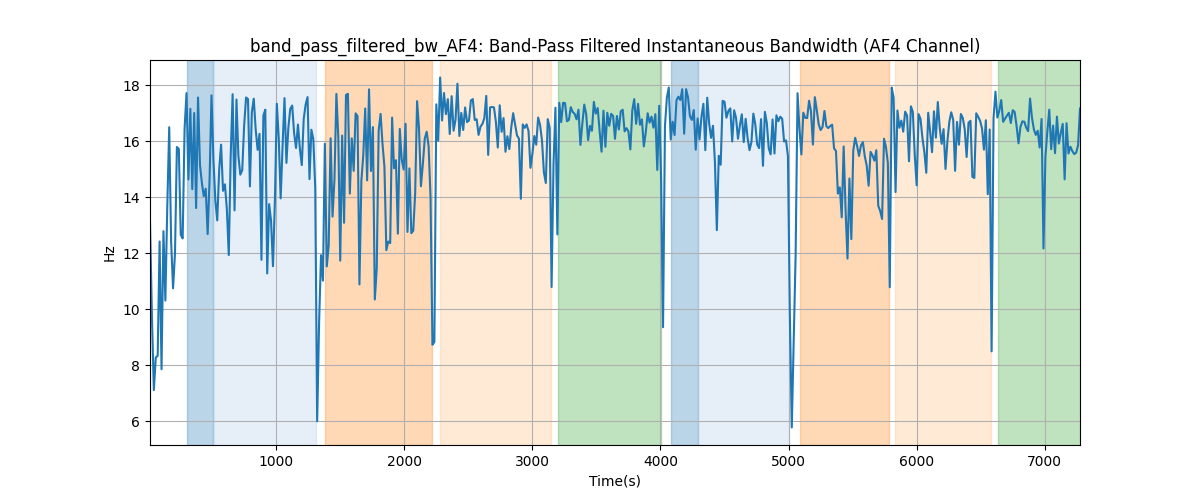 band_pass_filtered_bw_AF4: Band-Pass Filtered Instantaneous Bandwidth (AF4 Channel)
18
16
14
12
10
8
6
Hz
1000 2000 3000 4000 5000 6000 7000
Time(s)